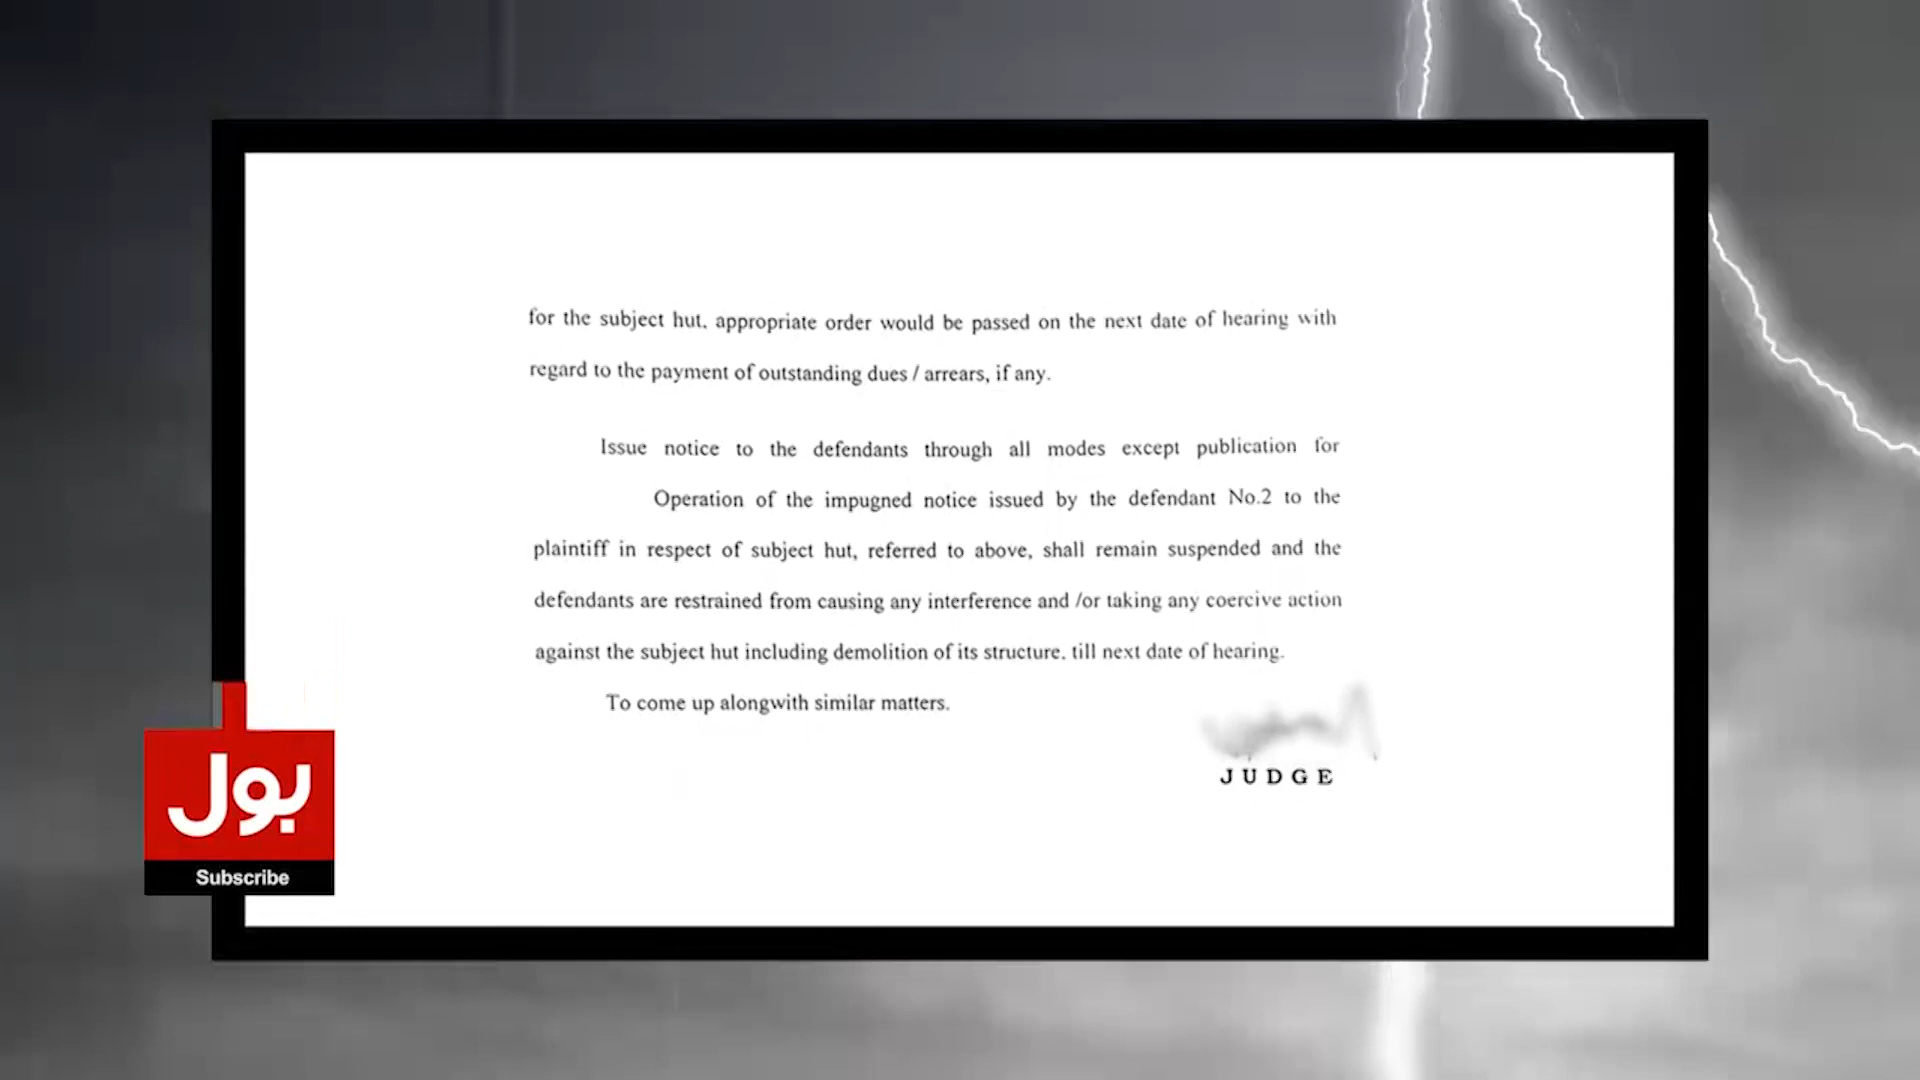 for the subject hut, appropriate order would be passed on the next date of hearing with
regard to the payment of outstanding dues / arrears, if any.
Issue notice to the defendants through all modes except publication for
Operation of the impugned notice issued by the defendant No.2 to the
plaintiff in respect of subject hut, referred to above, shall remain suspended and the
defendants are restrained from causing any interference and /or taking any coercive action
against the subject hut including demolition of its structure, till next date of hearing.
To come up alongwith similar matters.
JUDGE
بول
Subscribe